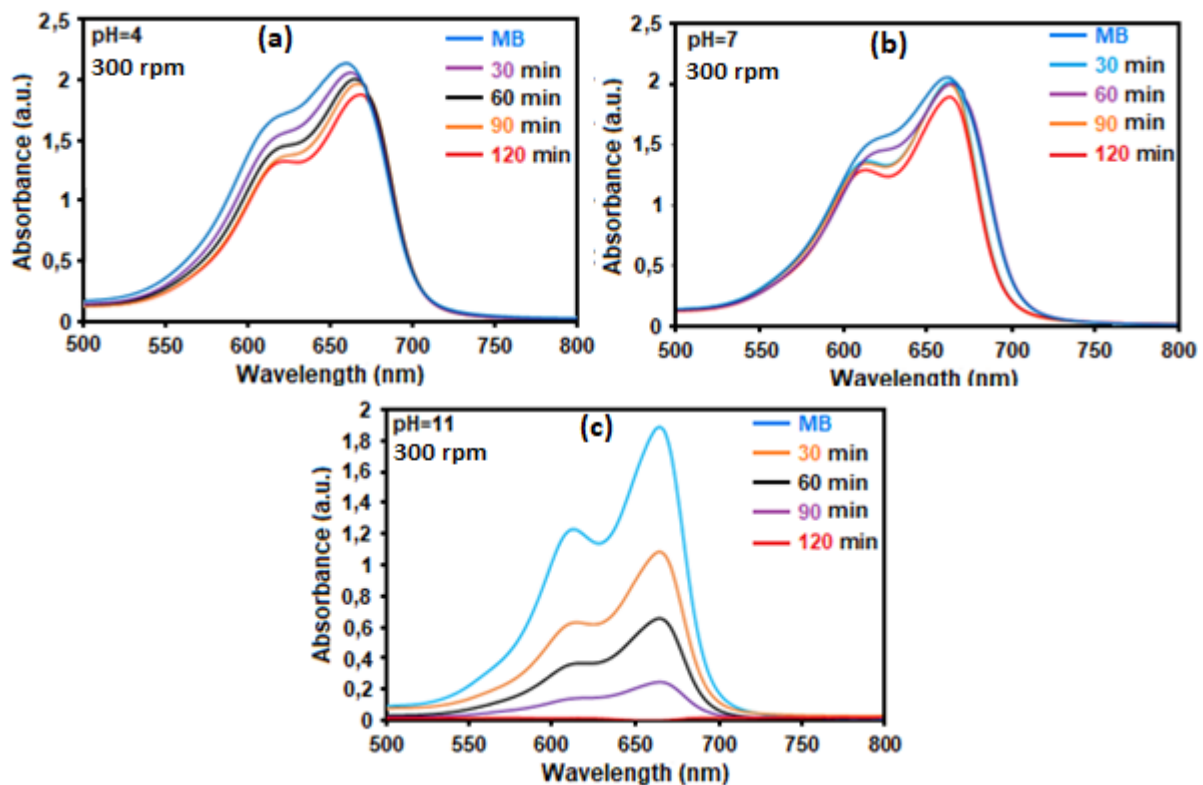 pH=4
300 rpm
(a)
MB
30 min
60 min
90 min
120 min
2,5
2
1,5
1
0,5
0
500 550 600 650 700 750 800
Absorbance (a.u.)
Wavelength (nm)
pH=7
300 rpm
(b)
MB
30 min
60 min
90 min
120 min
2,5
2
1,5
1
0,5
0
500 550 600 650 700 750 800
Absorbance (a.u.)
Wavelength (nm)
pH=11
300 rpm
(c)
MB
30 min
60 min
90 min
120 min
2
1,8
1,6
1,4
1,2
1
0,8
0,6
0,4
0,2
0
500 550 600 650 700 750 800
Absorbance (a.u.)
Wavelength (nm)